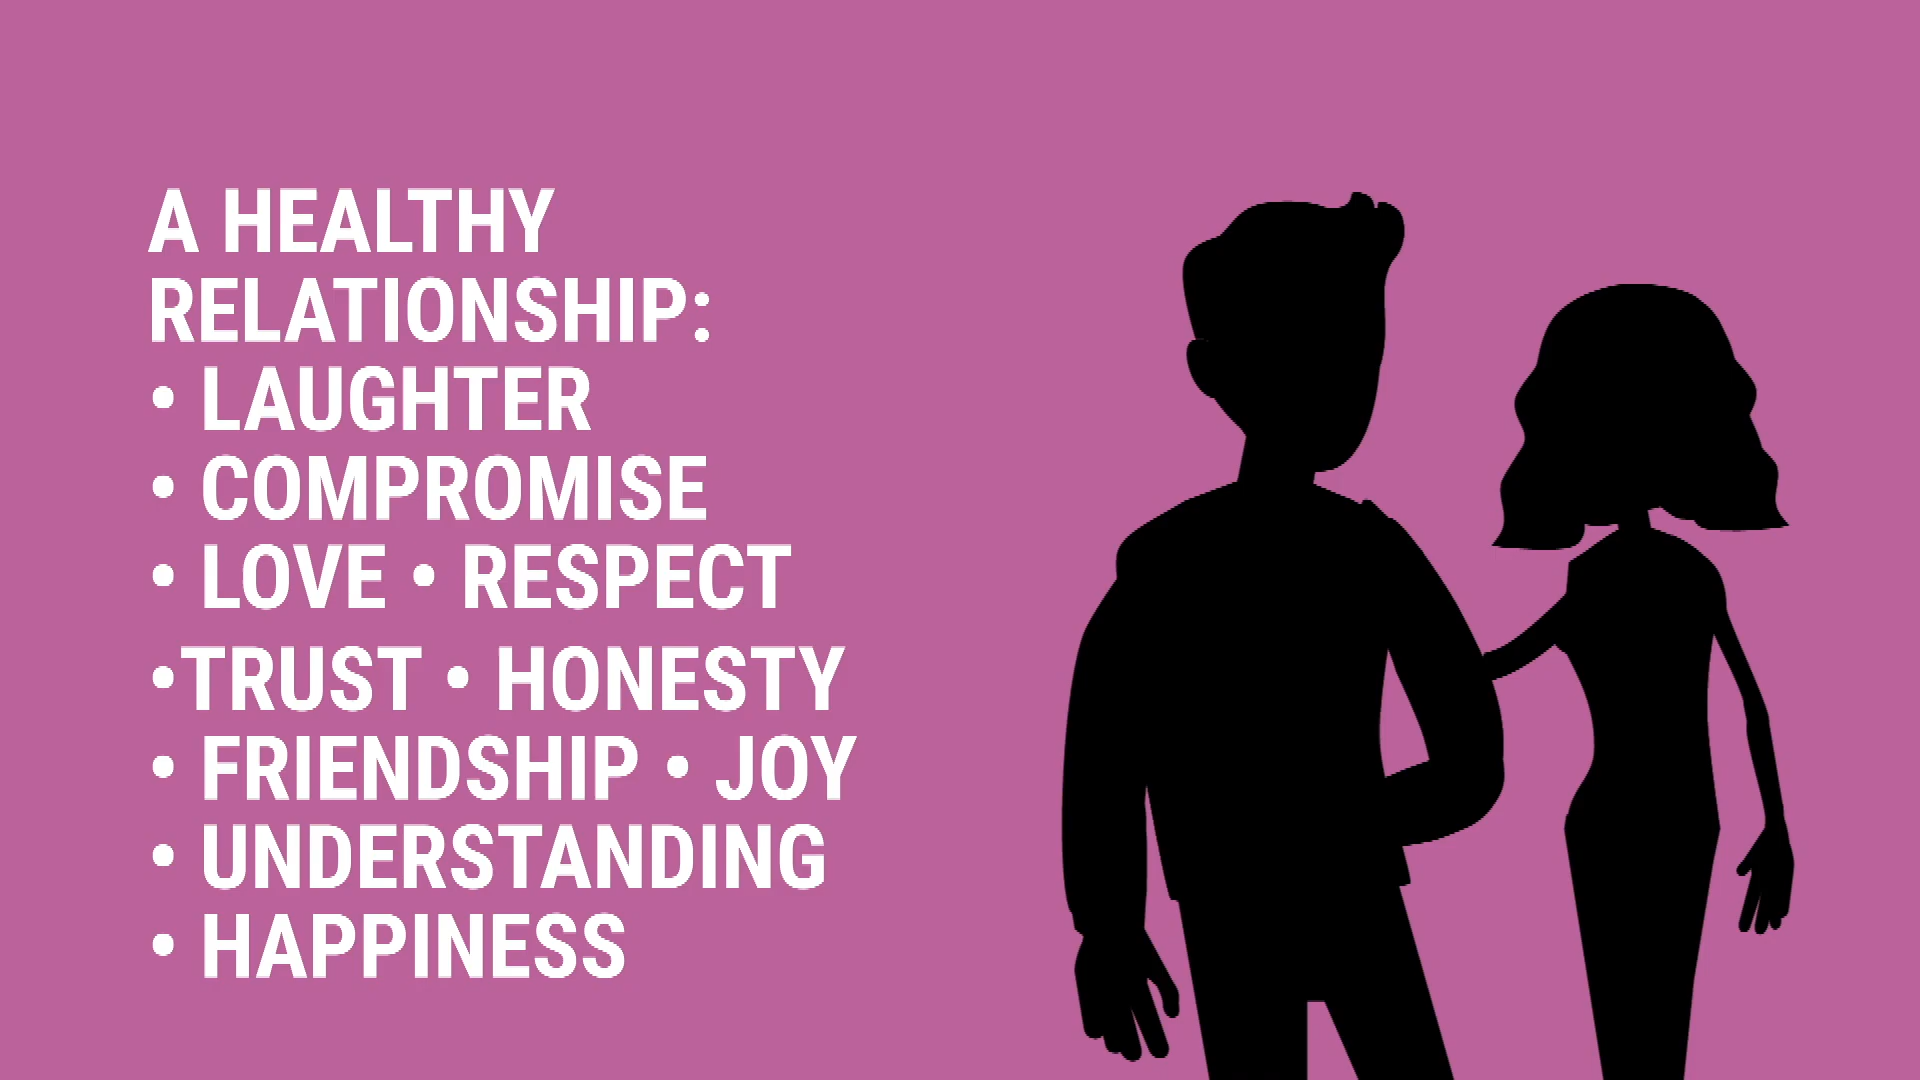 A HEALTHY
RELATIONSHIP:
• LAUGHTER
• COMPROMISE
• LOVE • RESPECT
•TRUST • HONESTY
• FRIENDSHIP • JOY
• UNDERSTANDING
• HAPPINESS